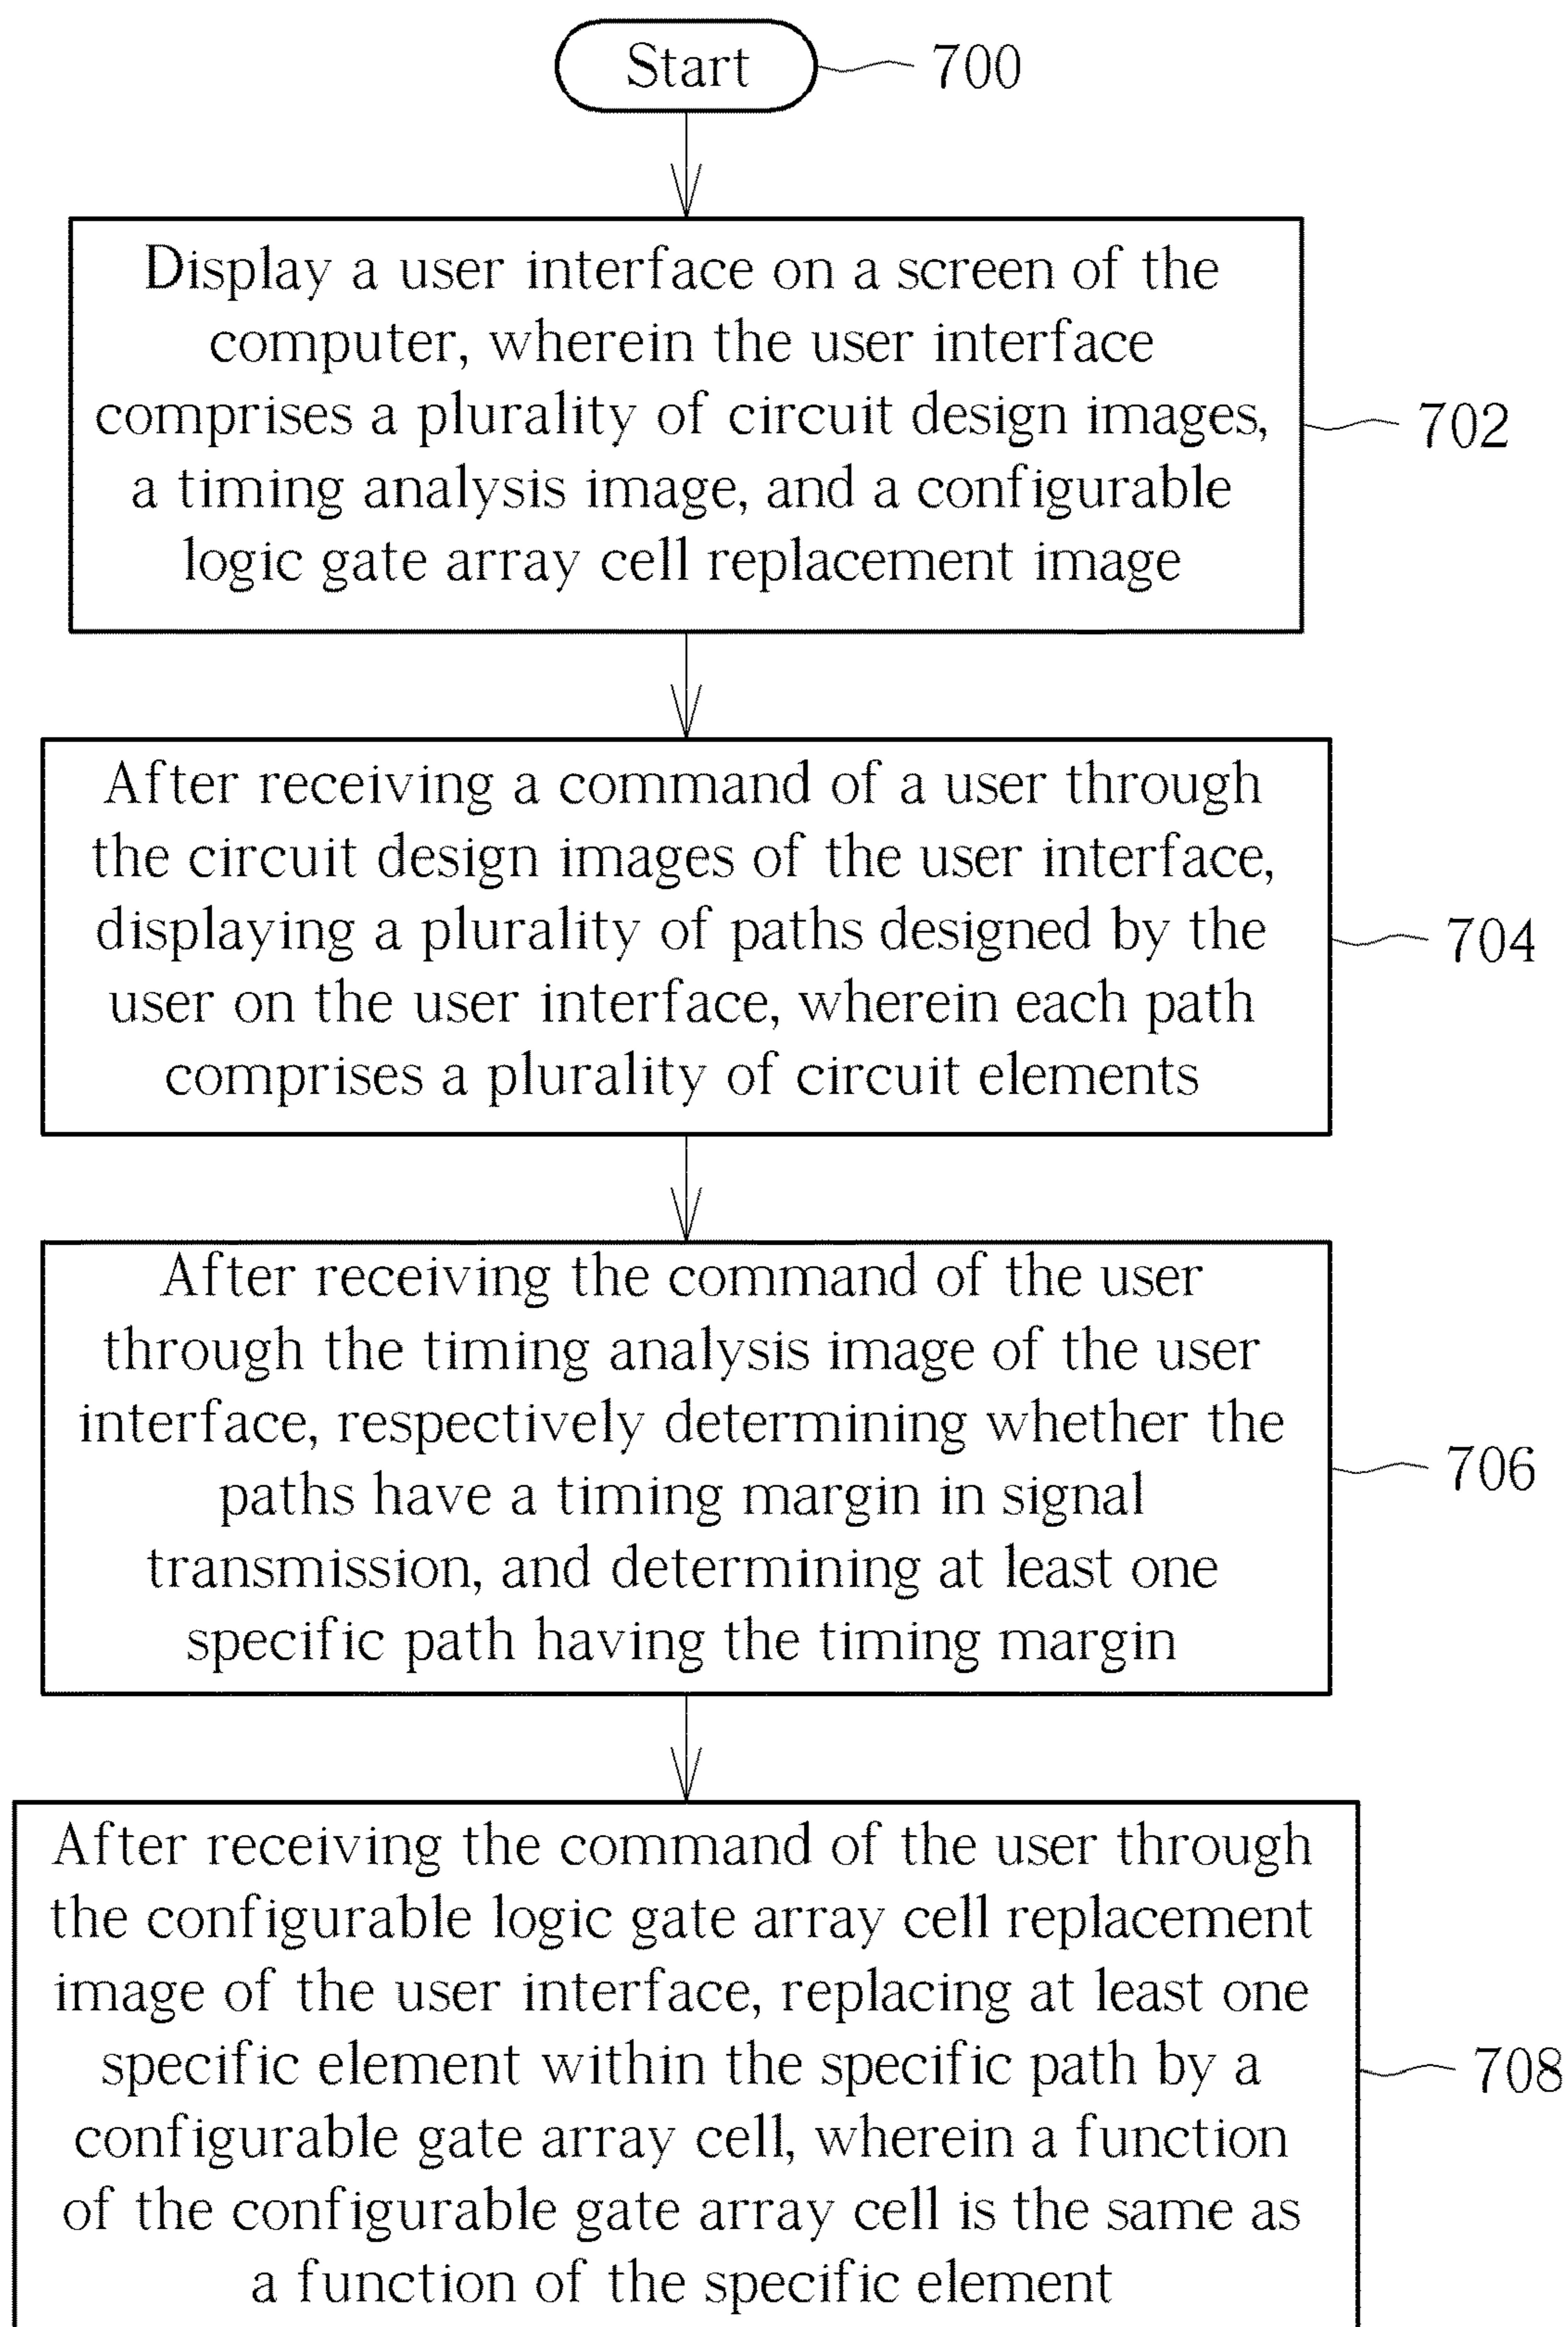 Start
700
Display a user interface on a screen of the
computer, wherein the user interface
comprises a plurality of circuit design images,
a timing analysis image, and a configurable
logic gate array cell replacement image
702
After receiving a command of a user through
the circuit design images of the user interface,
displaying a plurality of paths designed by the
user on the user interface, wherein each path
comprises a plurality of circuit elements
704
After receiving the command of the user
through the timing analysis image of the user
interface, respectively determining whether the
paths have a timing margin in signal
transmission, and determining at least one
specific path having the timing margin
706
After receiving the command of the user through
the configurable logic gate array cell replacement
image of the user interface, replacing at least one
specific element within the specific path by a
configurable gate array cell, wherein a function
of the configurable gate array cell is the same as
a function of the specific element
708